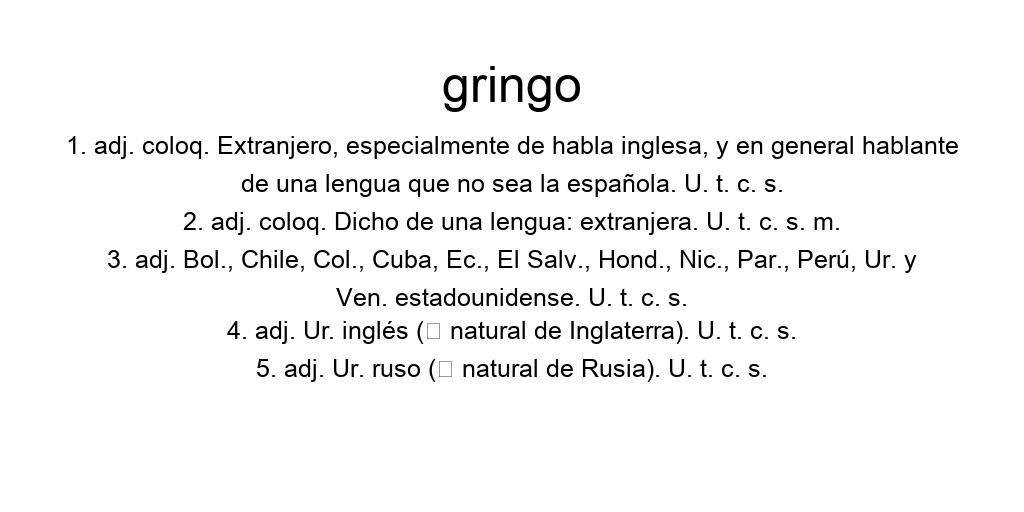 gringo
1. adj. coloq. Extranjero, especialmente de habla inglesa, y en general hablante
de una lengua que no sea la española. U. t. c. s.
2. adj. coloq. Dicho de una lengua: extranjera. U. t. c. s. m.
3. adj. Bol., Chile, Col., Cuba, Ec., El Salv., Hond., Nic., Par., Perú, Ur. y
Ven. estadounidense. U. t. c. s.
4. adj. Ur. inglés (□ natural de Inglaterra). U. t. c. s.
5. adj. Ur. ruso (□ natural de Rusia). U. t. c. s.